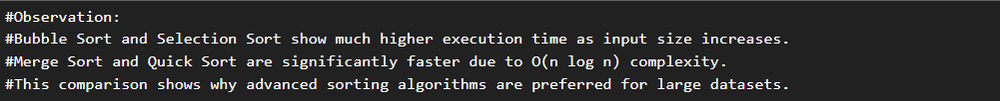 #Observation:
#Bubble Sort and Selection Sort show much higher execution time as input size increases.
#Merge Sort and Quick Sort are significantly faster due to O(n log n) complexity.
#This comparison shows why advanced sorting algorithms are preferred for large datasets.